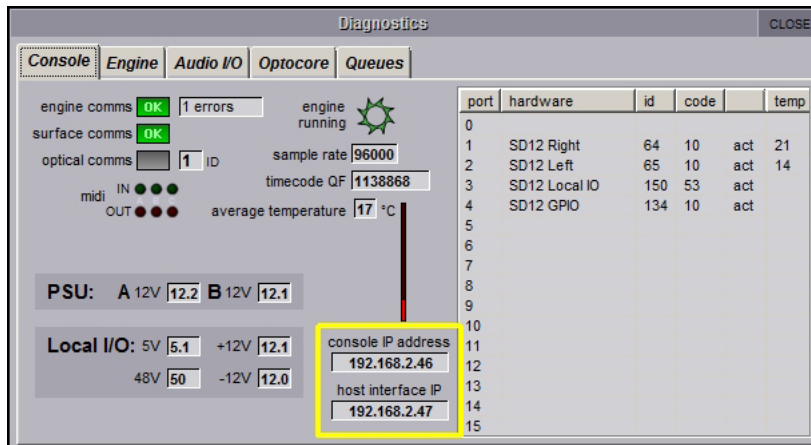 Diagnostics CLOSE
Console Engine Audio I/O Optocore Queues
engine comms OK 1 errors
surface comms OK
optical comms 1 ID
midi IN
A B C
OUT
engine
running
sample rate 96000
timecode QF 1138868
average temperature 17 °C
PSU: A 12V 12.2 B 12V 12.1
Local I/O: 5V 5.1 +12V 12.1
48V 50 -12V 12.0
console IP address
192.168.2.46
host interface IP
192.168.2.47
port hardware id code temp
0
1 SD12 Right 64 10 act 21
2 SD12 Left 65 10 act 14
3 SD12 Local IO 150 53 act
4 SD12 GPIO 134 10 act
5
6
7
8
9
10
11
12
13
14
15